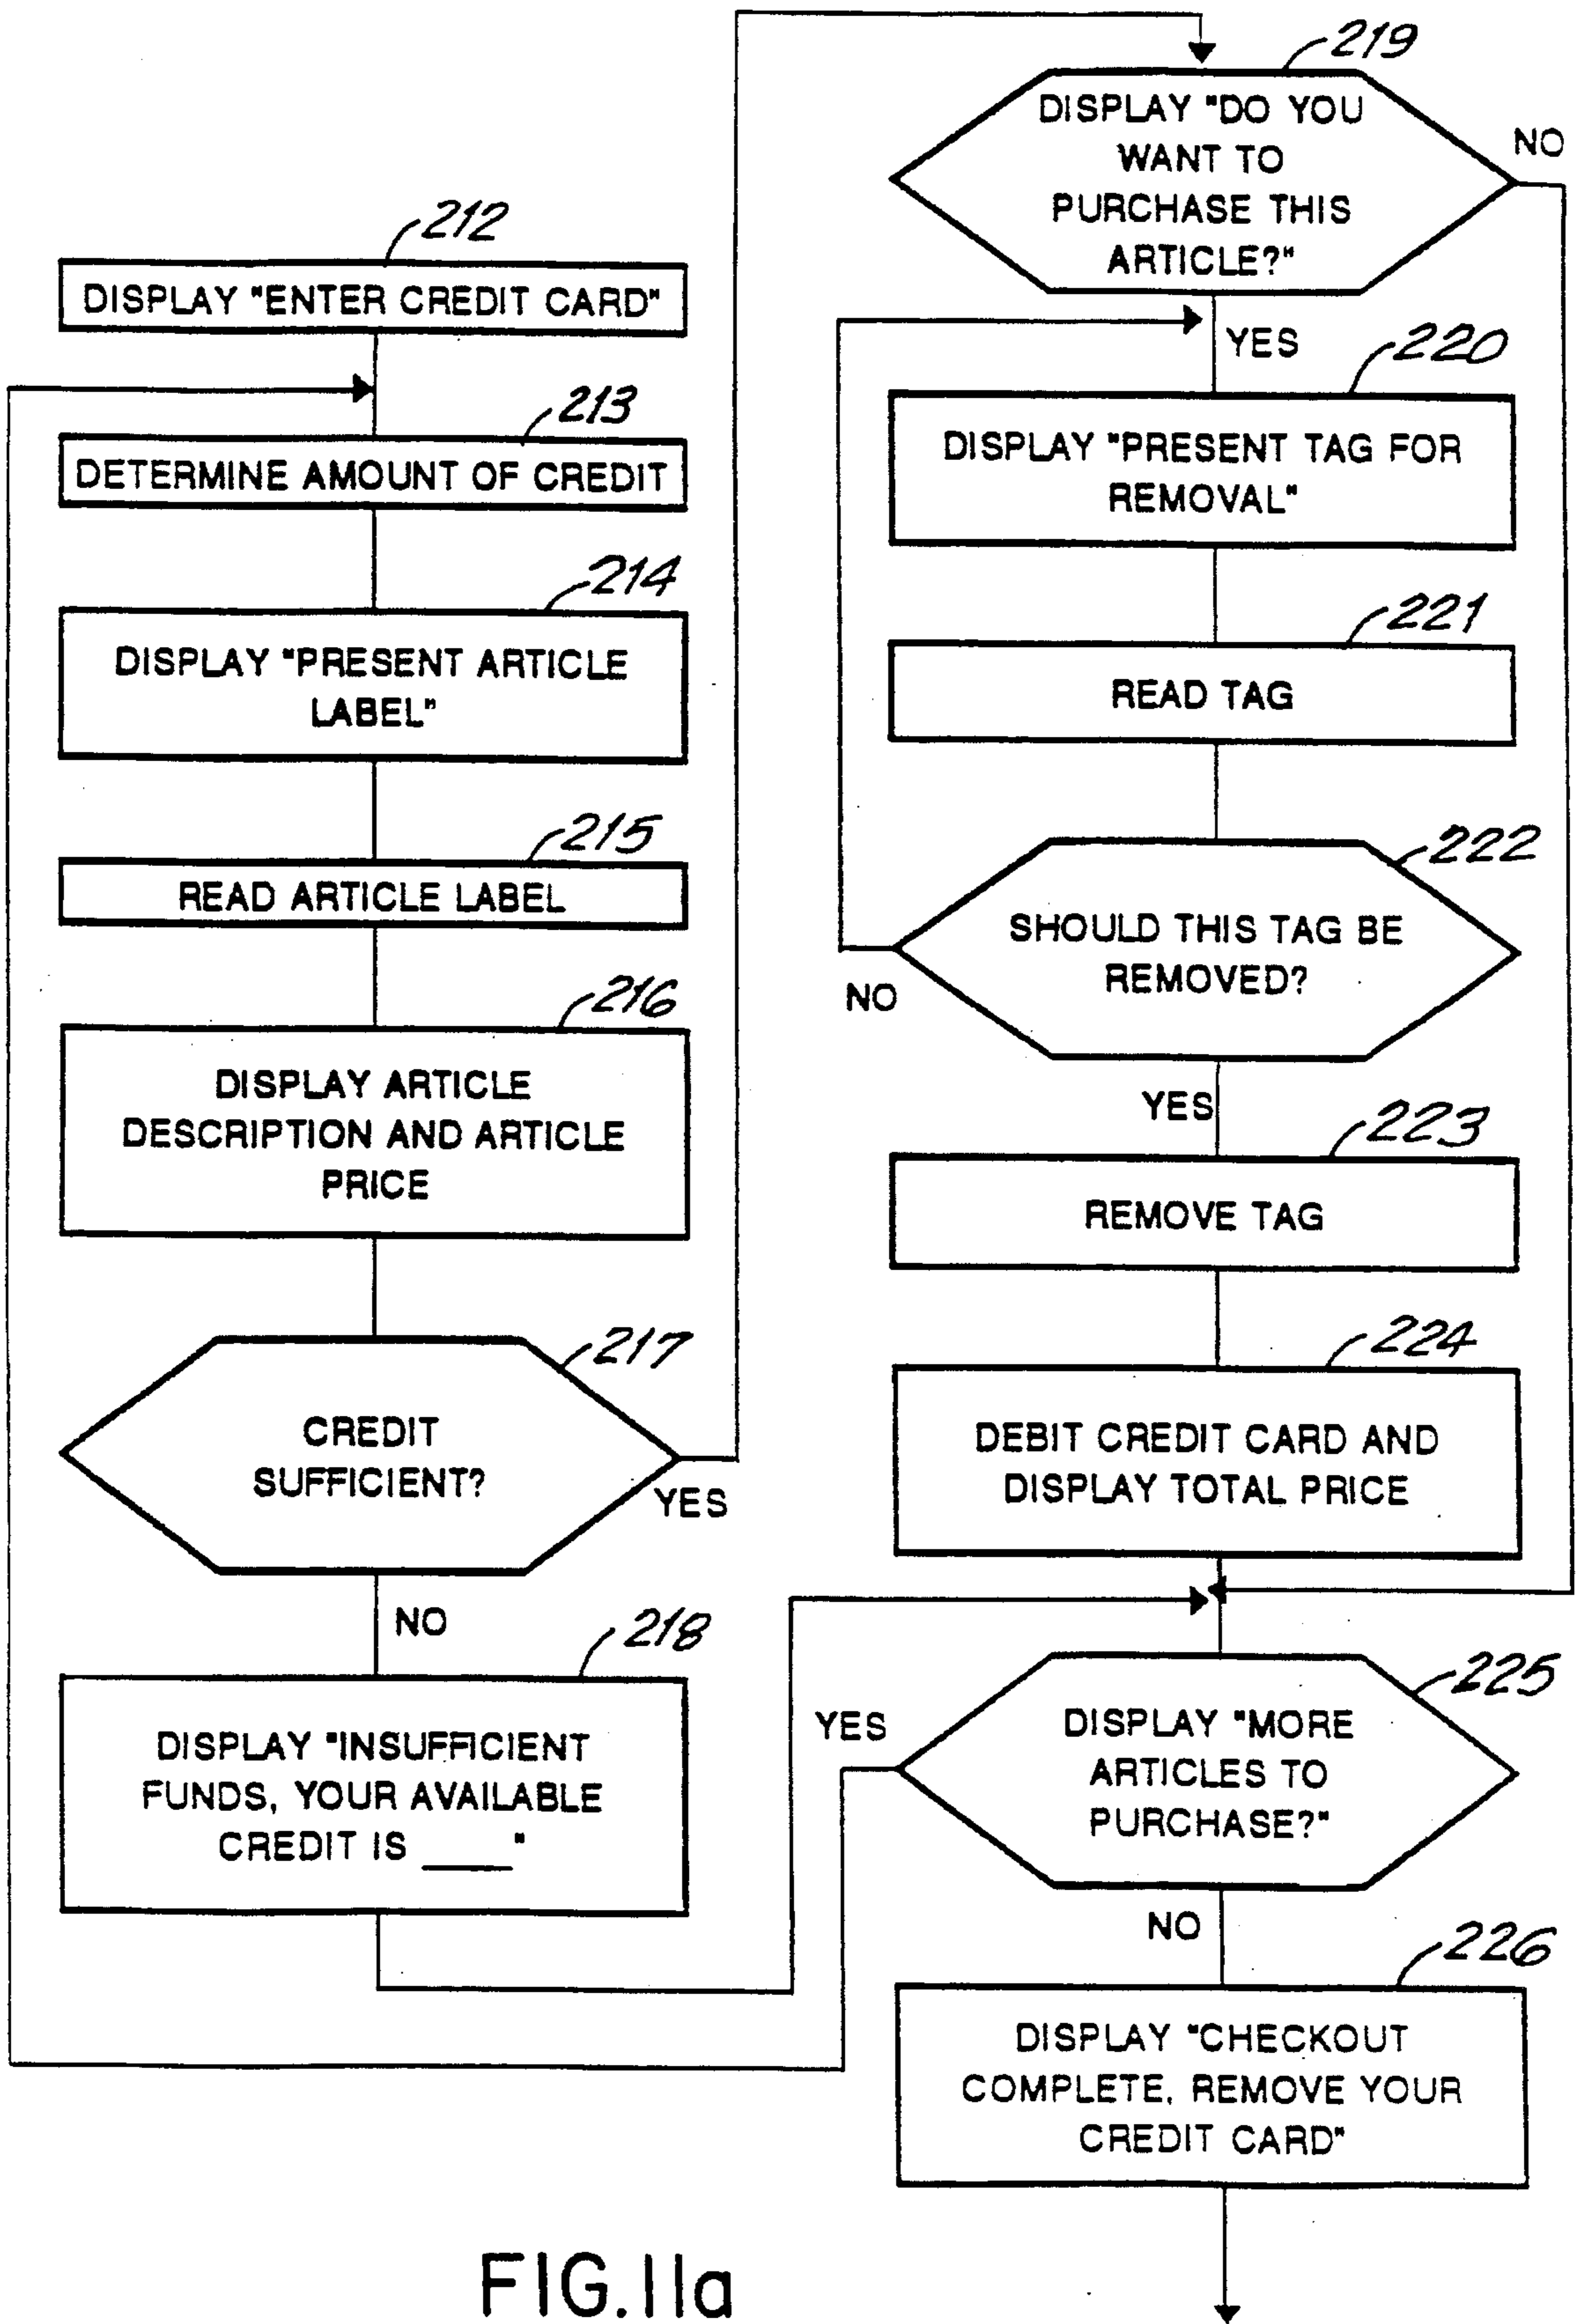 212
DISPLAY "ENTER CREDIT CARD"
213
DETERMINE AMOUNT OF CREDIT
214
DISPLAY "PRESENT ARTICLE
LABEL"
215
READ ARTICLE LABEL
216
DISPLAY ARTICLE
DESCRIPTION AND ARTICLE
PRICE
217
CREDIT
SUFFICIENT?
YES
NO
218
DISPLAY "INSUFFICIENT
FUNDS, YOUR AVAILABLE
CREDIT IS ____"
219
DISPLAY "DO YOU
WANT TO
PURCHASE THIS
ARTICLE?"
NO
YES
220
DISPLAY "PRESENT TAG FOR
REMOVAL"
221
READ TAG
222
SHOULD THIS TAG BE
REMOVED?
NO
YES
223
REMOVE TAG
224
DEBIT CREDIT CARD AND
DISPLAY TOTAL PRICE
225
YES
DISPLAY "MORE
ARTICLES TO
PURCHASE?"
NO
226
DISPLAY "CHECKOUT
COMPLETE, REMOVE YOUR
CREDIT CARD"
FIG.11a